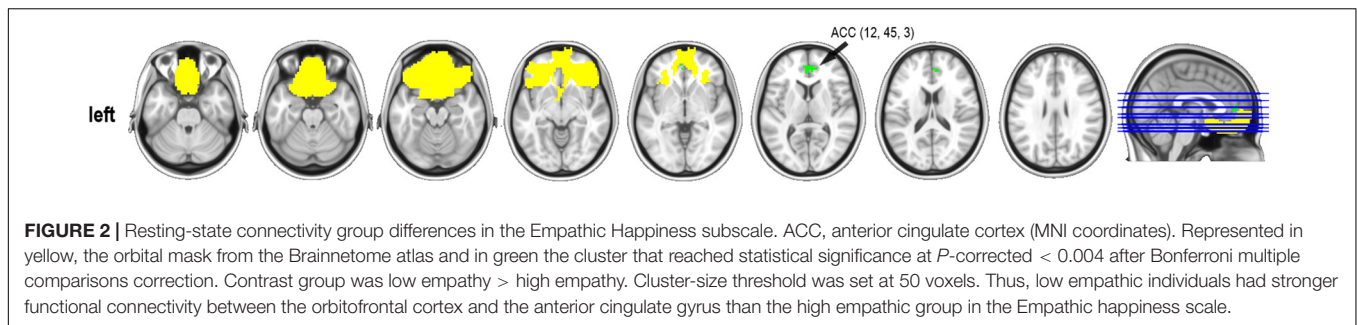 ACC (12, 45, 3)
left
FIGURE 2 | Resting-state connectivity group differences in the Empathic Happiness subscale. ACC, anterior cingulate cortex (MNI coordinates). Represented in
yellow, the orbital mask from the Brainnetome atlas and in green the cluster that reached statistical significance at P-corrected < 0.004 after Bonferroni multiple
comparisons correction. Contrast group was low empathy > high empathy. Cluster-size threshold was set at 50 voxels. Thus, low empathic individuals had stronger
functional connectivity between the orbitofrontal cortex and the anterior cingulate gyrus than the high empathic group in the Empathic happiness scale.